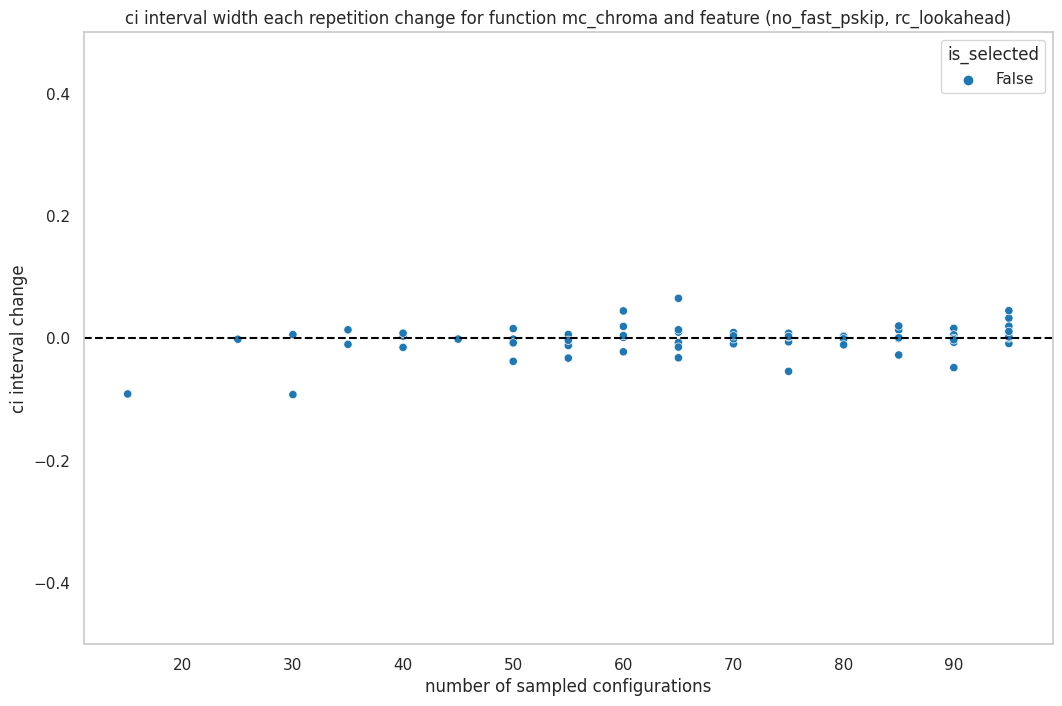 ci interval width each repetition change for function mc_chroma and feature (no_fast_pskip, rc_lookahead)
is_selected
False
ci interval change
0.4
0.2
0.0
−0.2
−0.4
20 30 40 50 60 70 80 90
number of sampled configurations